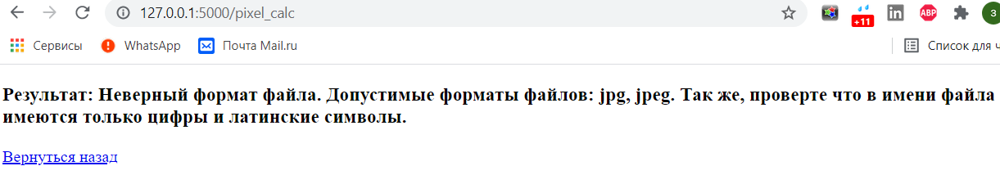 127.0.0.1:5000/pixel_calc
ABP
+11
З
Сервисы WhatsApp Почта Mail.ru Список для ч
Результат: Неверный формат файла. Допустимые форматы файлов: jpg, jpeg. Так же, проверте что в имени файла
имеются только цифры и латинские символы.
Вернуться назад